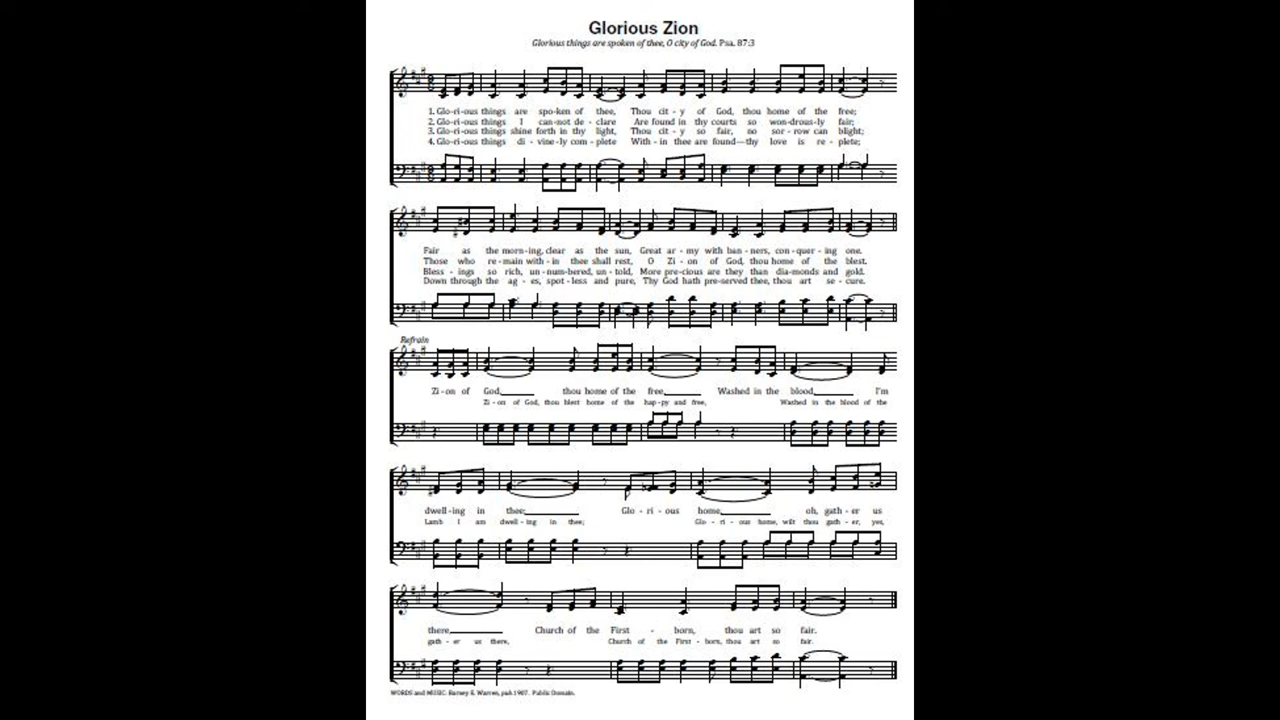 Glorious Zion
Glorious things are spoken of thee, O city of God. Psa. 87:3
1. Glo-ri-ous things are spo-ken of thee, Thou cit-y of God, thou home of the free;
2. Glo-ri-ous things I can-not de-clare Are found in thy courts so won-drous-ly fair;
3. Glo-ri-ous things shine forth in thy light, Thou cit-y so fair, no sor-row can blight;
4. Glo-ri-ous things di-vine-ly com-plete With-in thee are found—thy love is re-plete;
Fair as the morn-ing, clear as the sun, Great ar-my with ban-ners, con-quer-ing one.
Those who re-main with-in thee shall rest, O Zi-on of God, thou home of the blest.
Bless-ings so rich, un-num-bered, un-told, More pre-cious are they than dia-monds and gold.
Down through the ag-es, spot-less and pure, Thy God hath pre-served thee, thou art se-cure.
Refrain
Zi-on of God,______ thou home of the free,______ Washed in the blood,______ I'm
Zi-on of God, thou blest home of the hap-py and free, Washed in the blood of the
dwell-ing in thee;______ Glo-ri-ous home,______ oh, gath-er us
Lamb I am dwell-ing in thee; Glo-ri-ous home, wilt thou gath-er, yes,
there,______ Church of the First-born, thou art so fair.
gath-er us there, Church of the First-born, thou art so fair.
WORDS and MUSIC: Barney E. Warren, pub.1907. Public Domain.